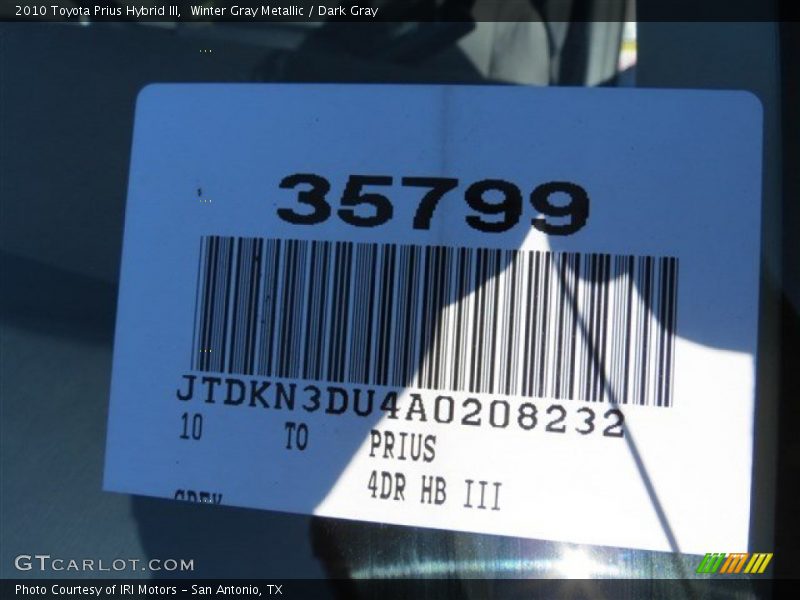 2010 Toyota Prius Hybrid III,  Winter Gray Metallic / Dark Gray
35799
JTDKN3DU4A0208232
10 TO PRIUS
4DR HB III
GREY
GTCARLOT.COM
Photo Courtesy of IRI Motors – San Antonio, TX